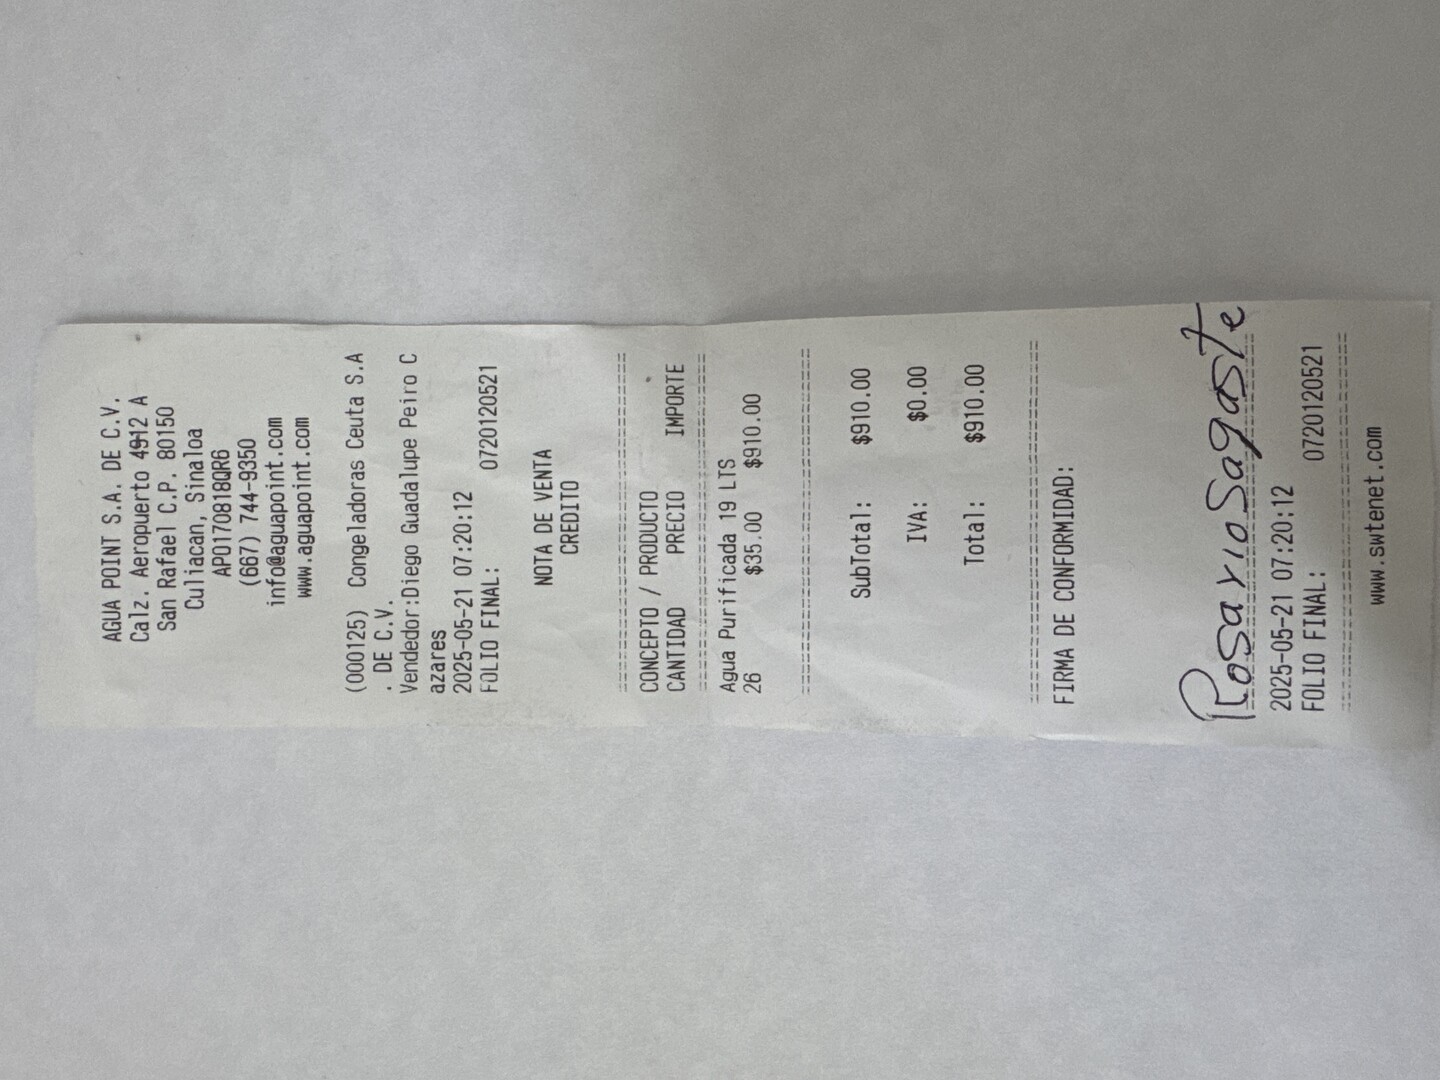 AGUA POINT S.A. DE C.V.
Calz. Aeropuerto 4912 A
San Rafael C.P. 80150
Culiacan, Sinaloa
APO170818QR6
(667) 744-9350
info@aguapoint.com
www.aguapoint.com
(000125) Congeladoras Ceuta S.A
. DE C.V.
Vendedor:Diego Guadalupe Peiro C
azares
2025-05-21 07:20:12
FOLIO FINAL: 0720120521
NOTA DE VENTA
CREDITO
CONCEPTO / PRODUCTO
CANTIDAD PRECIO IMPORTE
Agua Purificada 19 LTS
26 $35.00 $910.00
SubTotal: $910.00
IVA: $0.00
Total: $910.00
FIRMA DE CONFORMIDAD:
Rosario Sagaste
2025-05-21 07:20:12
FOLIO FINAL: 0720120521
www.swtenet.com